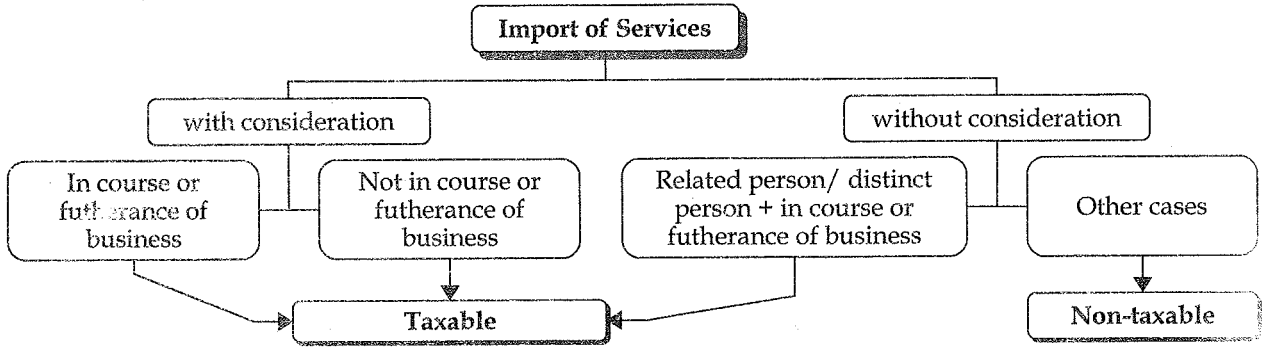 Import of Services
with consideration
without consideration
In course or
futherance of
business
Not in course or
futherance of
business
Related person/ distinct
person + in course or
futherance of business
Other cases
Taxable
Non-taxable